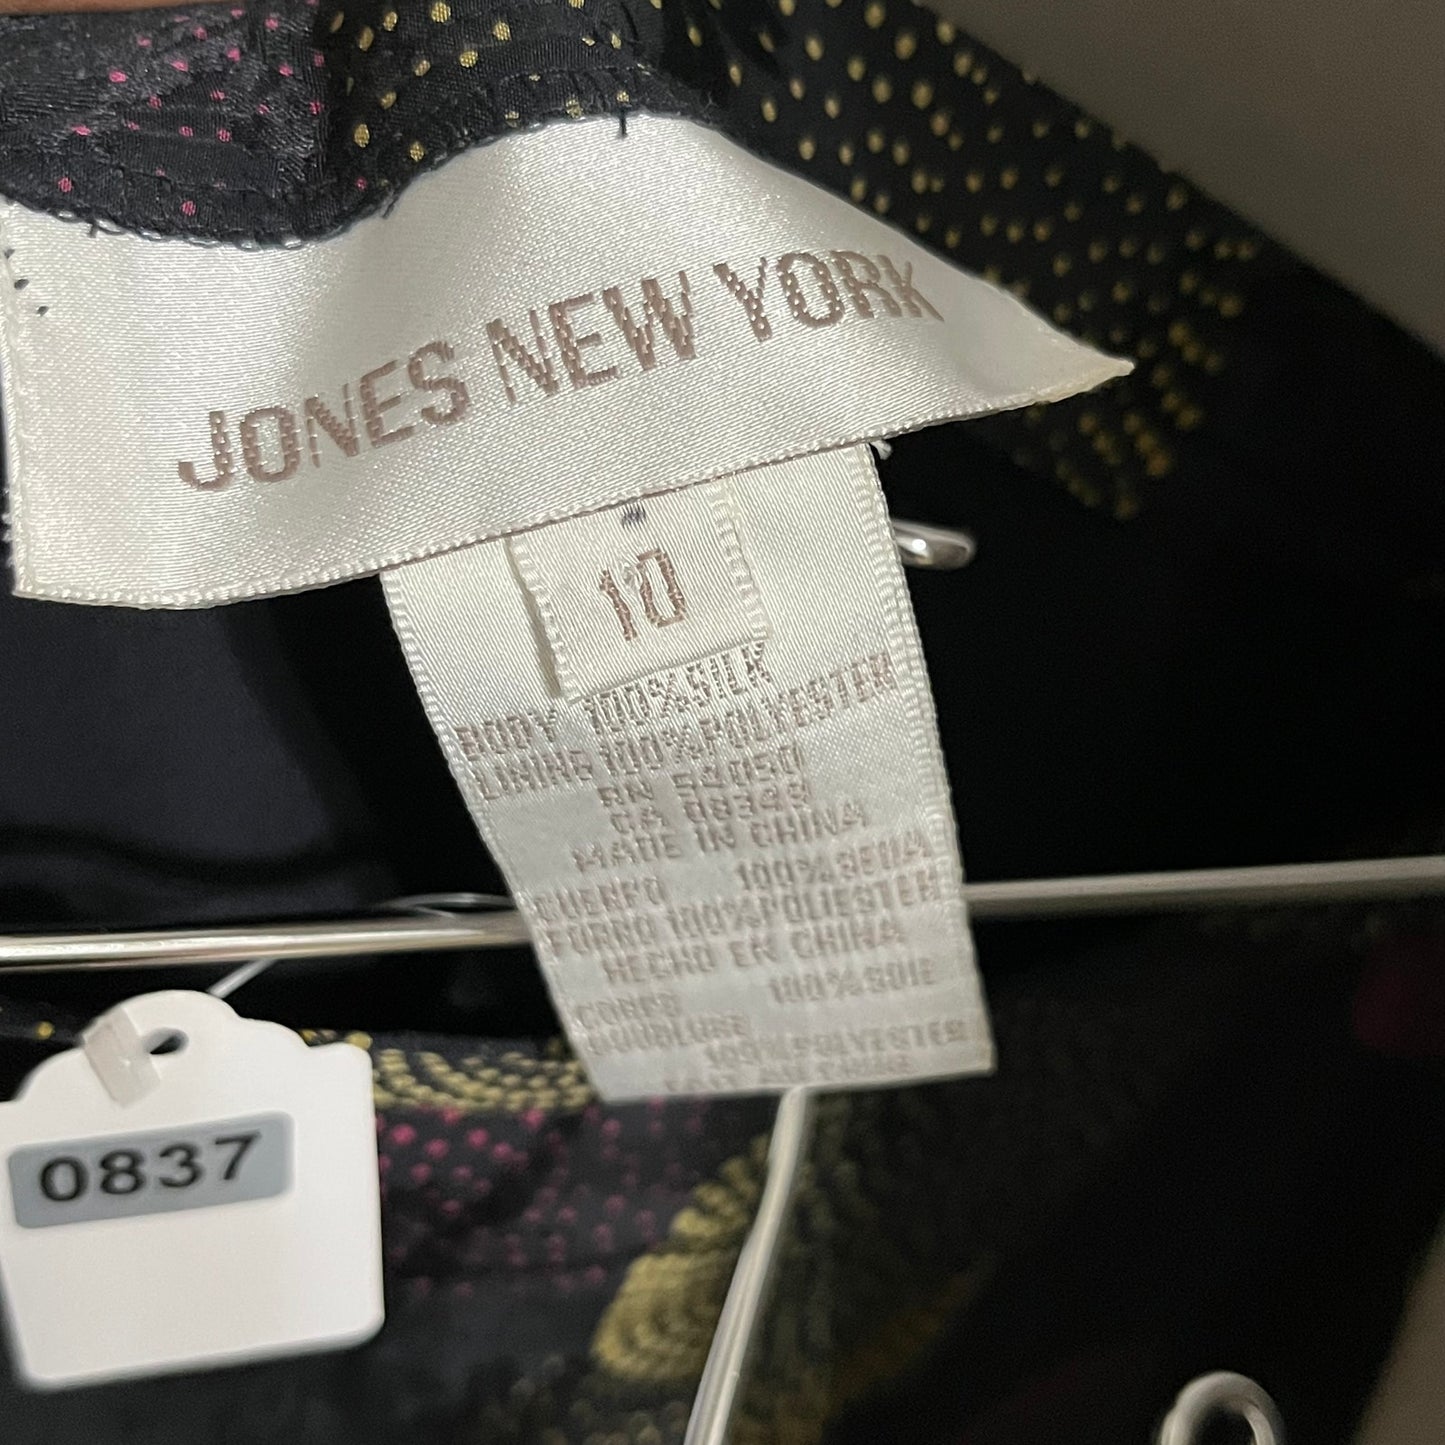 JONES NEW YORK
10
BODY 100%SILK
LINING 100%POLYESTER
RN 54050
CA 08349
MADE IN CHINA
CUERPO 100%SEDA
FORRO 100%POLIESTER
HECHO EN CHINA
CORPS 100%SOIE
DOUBLURE
100%POLYESTER
0837